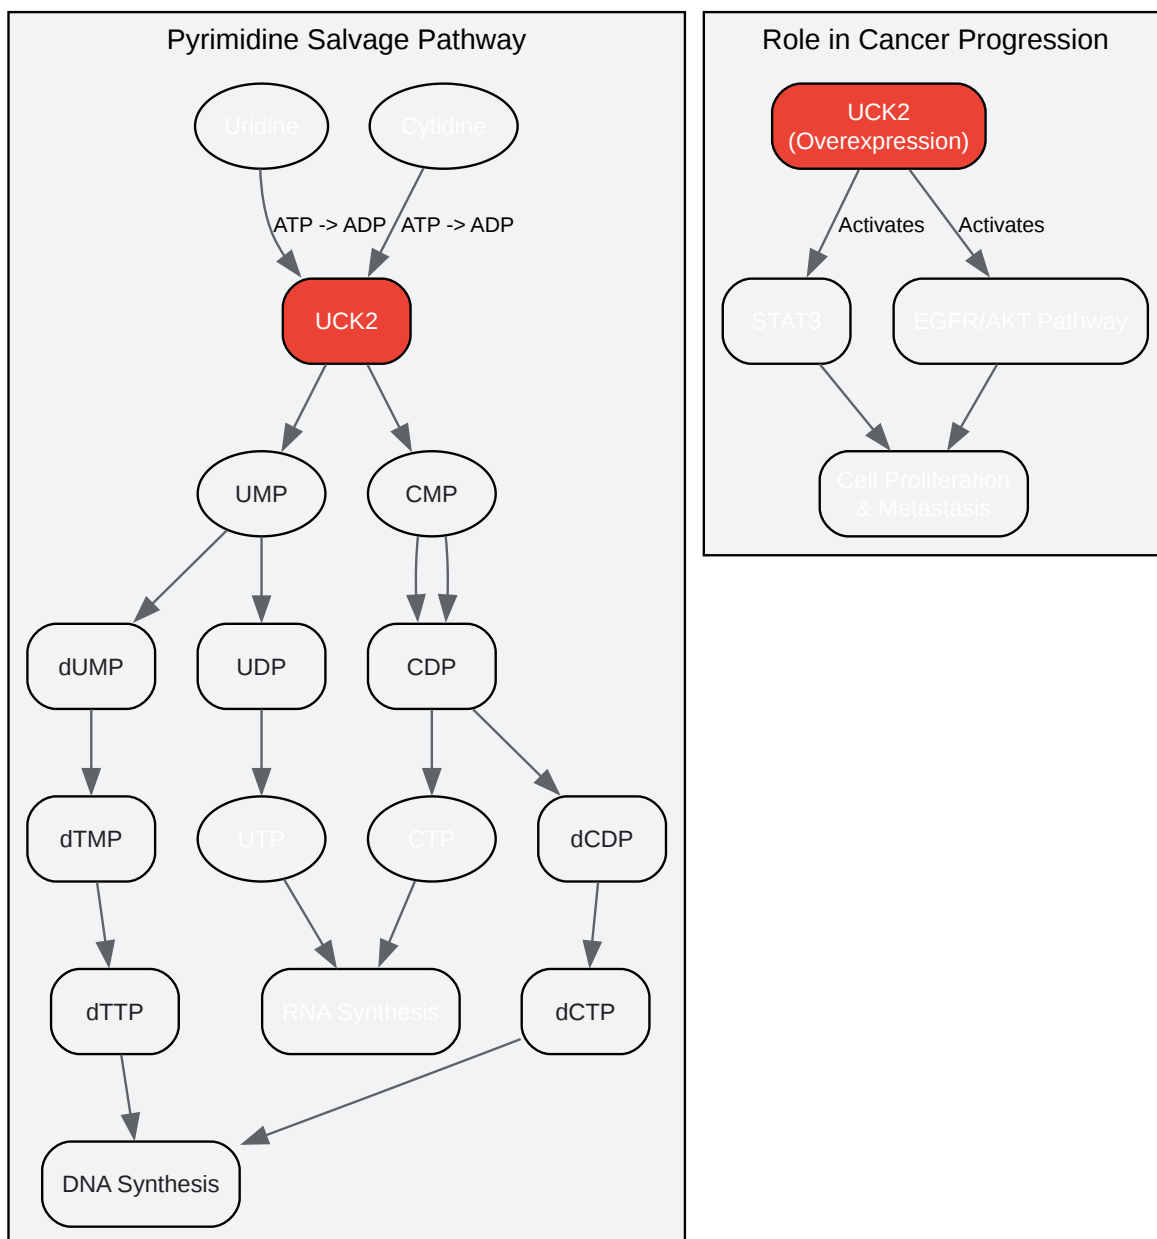 Pyrimidine Salvage Pathway
Uridine
Cytidine
ATP -> ADP
ATP -> ADP
UCK2
UMP
CMP
dUMP
UDP
CDP
dTMP
UTP
CTP
dCDP
dTTP
RNA Synthesis
dCTP
DNA Synthesis
Role in Cancer Progression
UCK2
(Overexpression)
Activates
Activates
STAT3
EGFR/AKT Pathway
Cell Proliferation
& Metastasis